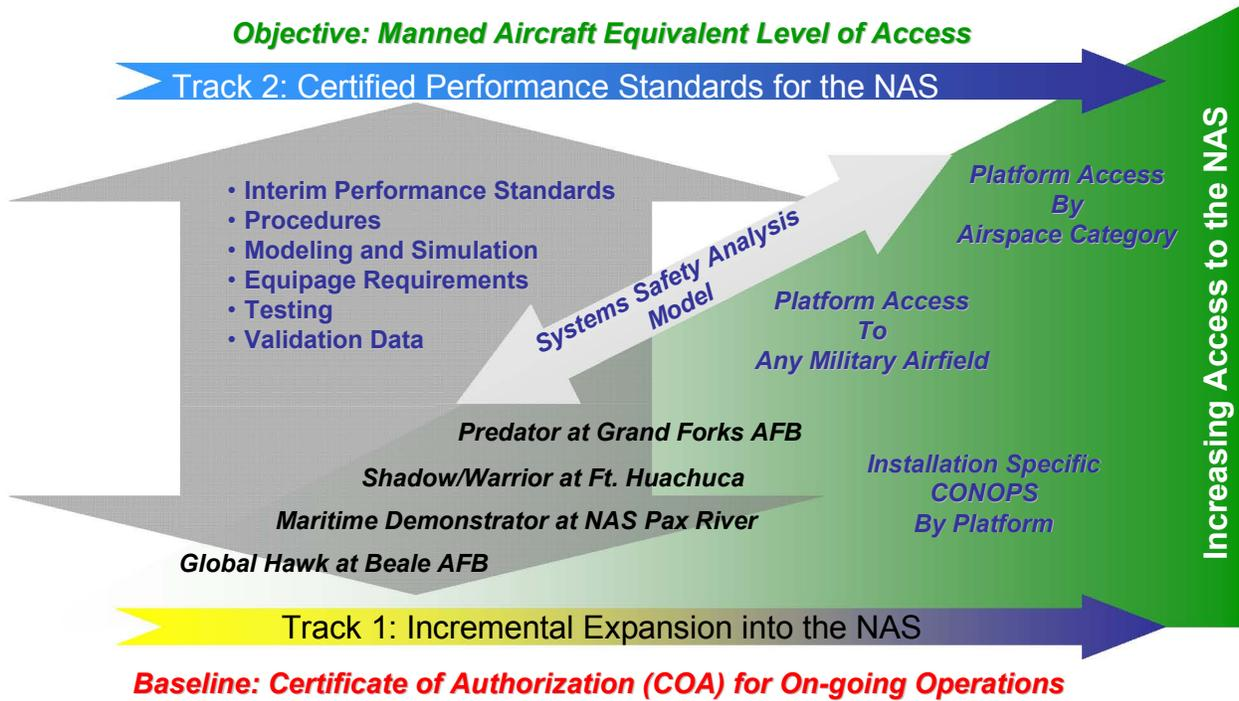 Objective: Manned Aircraft Equivalent Level of Access
Track 2: Certified Performance Standards for the NAS
• Interim Performance Standards
• Procedures
• Modeling and Simulation
• Equipage Requirements
• Testing
• Validation Data
Systems Safety Analysis
Model
Platform Access
By
Airspace Category
Platform Access
To
Any Military Airfield
Installation Specific
CONOPS
By Platform
Increasing Access to the NAS
Predator at Grand Forks AFB
Shadow/Warrior at Ft. Huachuca
Maritime Demonstrator at NAS Pax River
Global Hawk at Beale AFB
Track 1: Incremental Expansion into the NAS
Baseline: Certificate of Authorization (COA) for On-going Operations